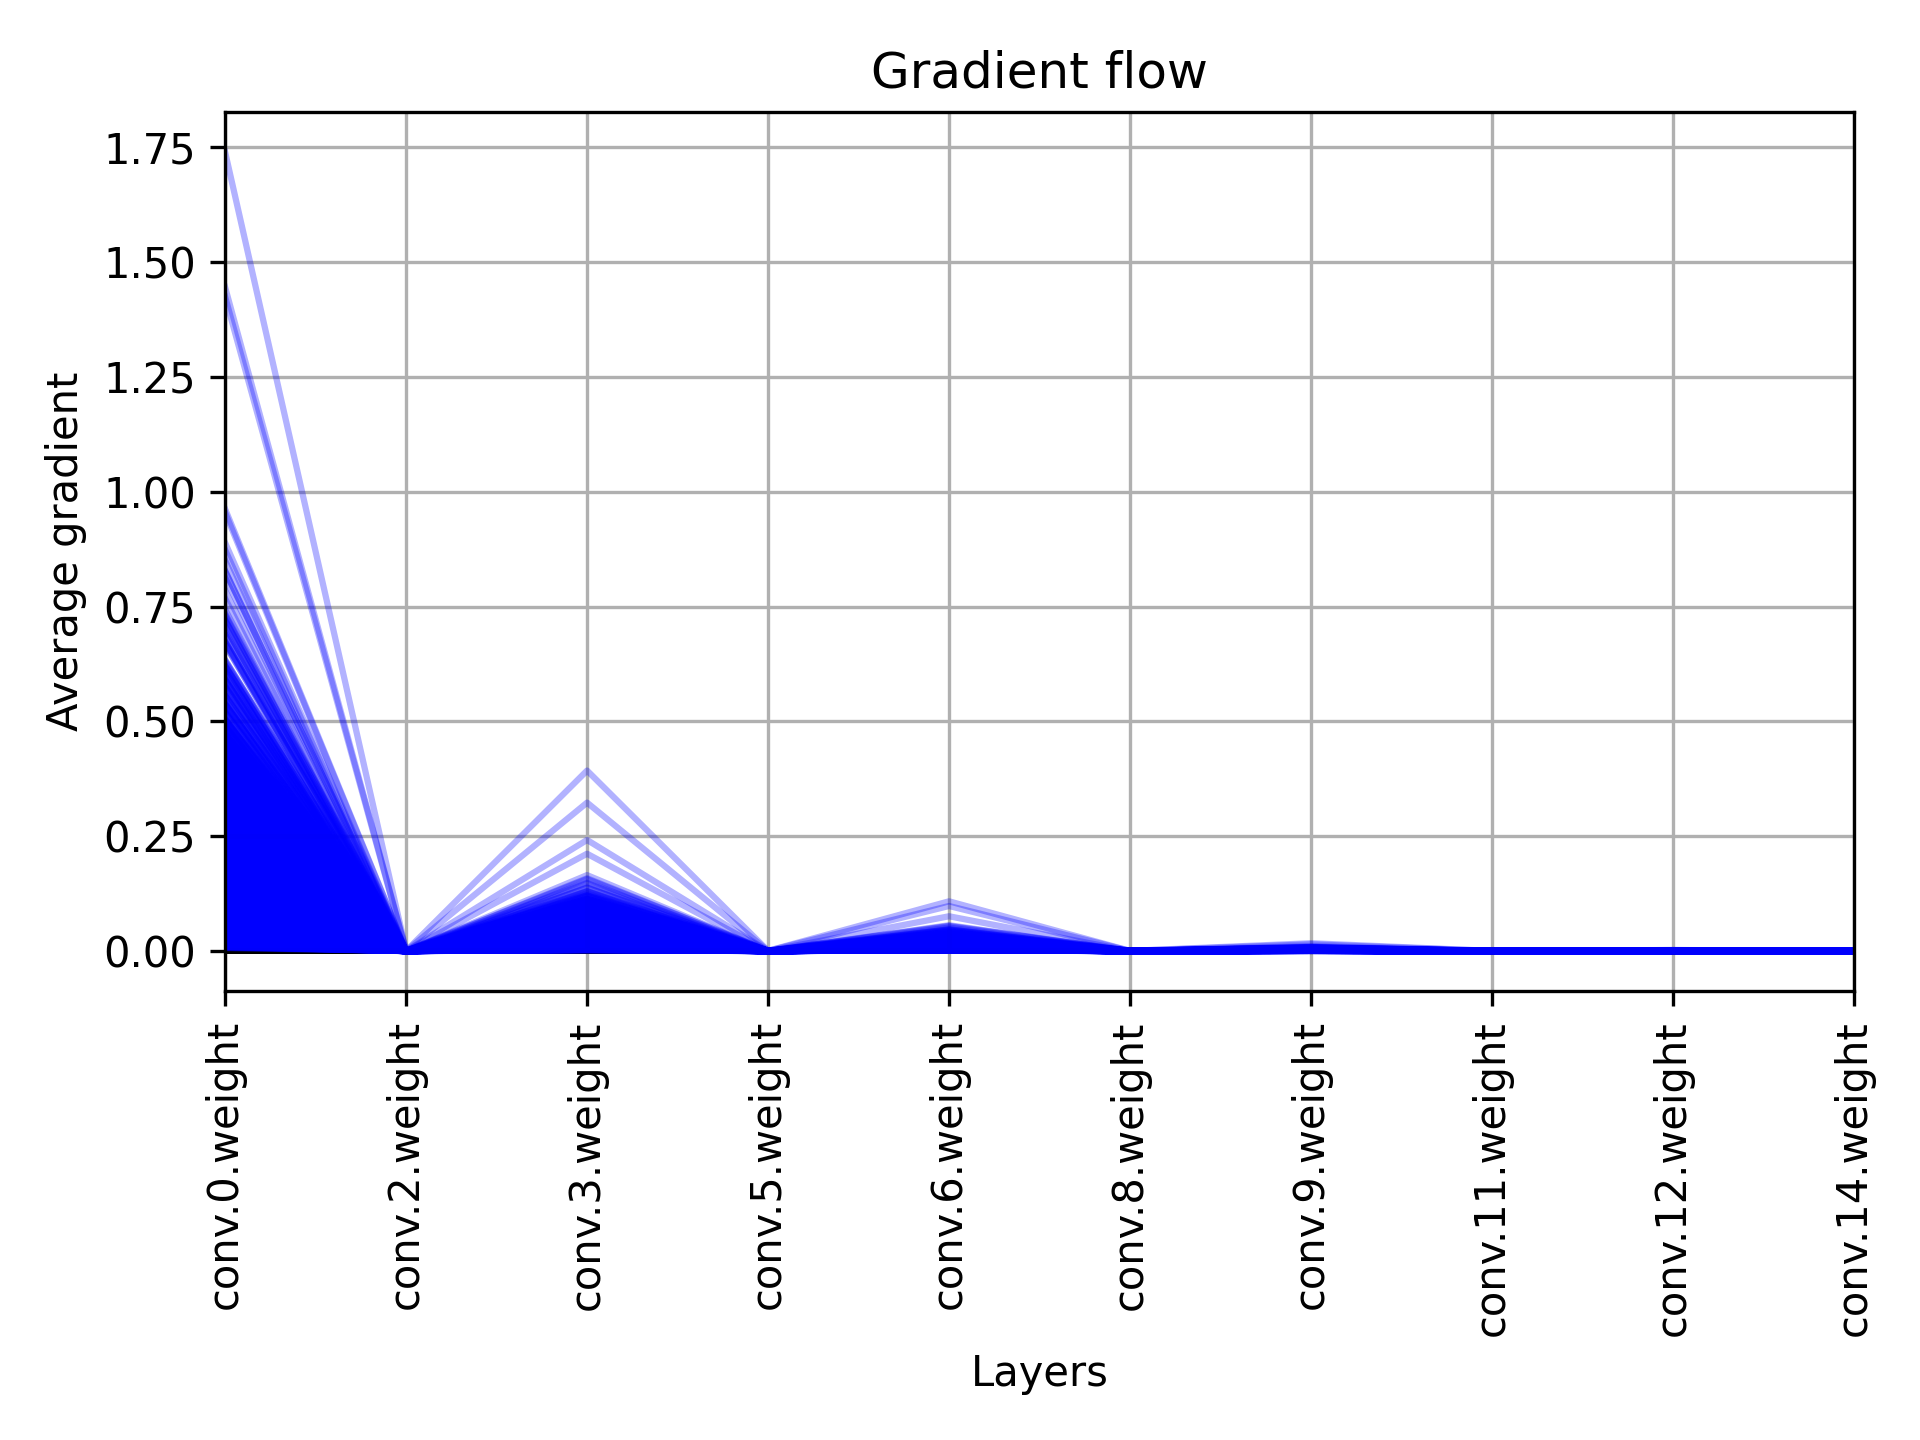 Gradient flow
Average gradient
1.75
1.50
1.25
1.00
0.75
0.50
0.25
0.00
conv.0.weight
conv.2.weight
conv.3.weight
conv.5.weight
conv.6.weight
conv.8.weight
conv.9.weight
conv.11.weight
conv.12.weight
conv.14.weight
Layers